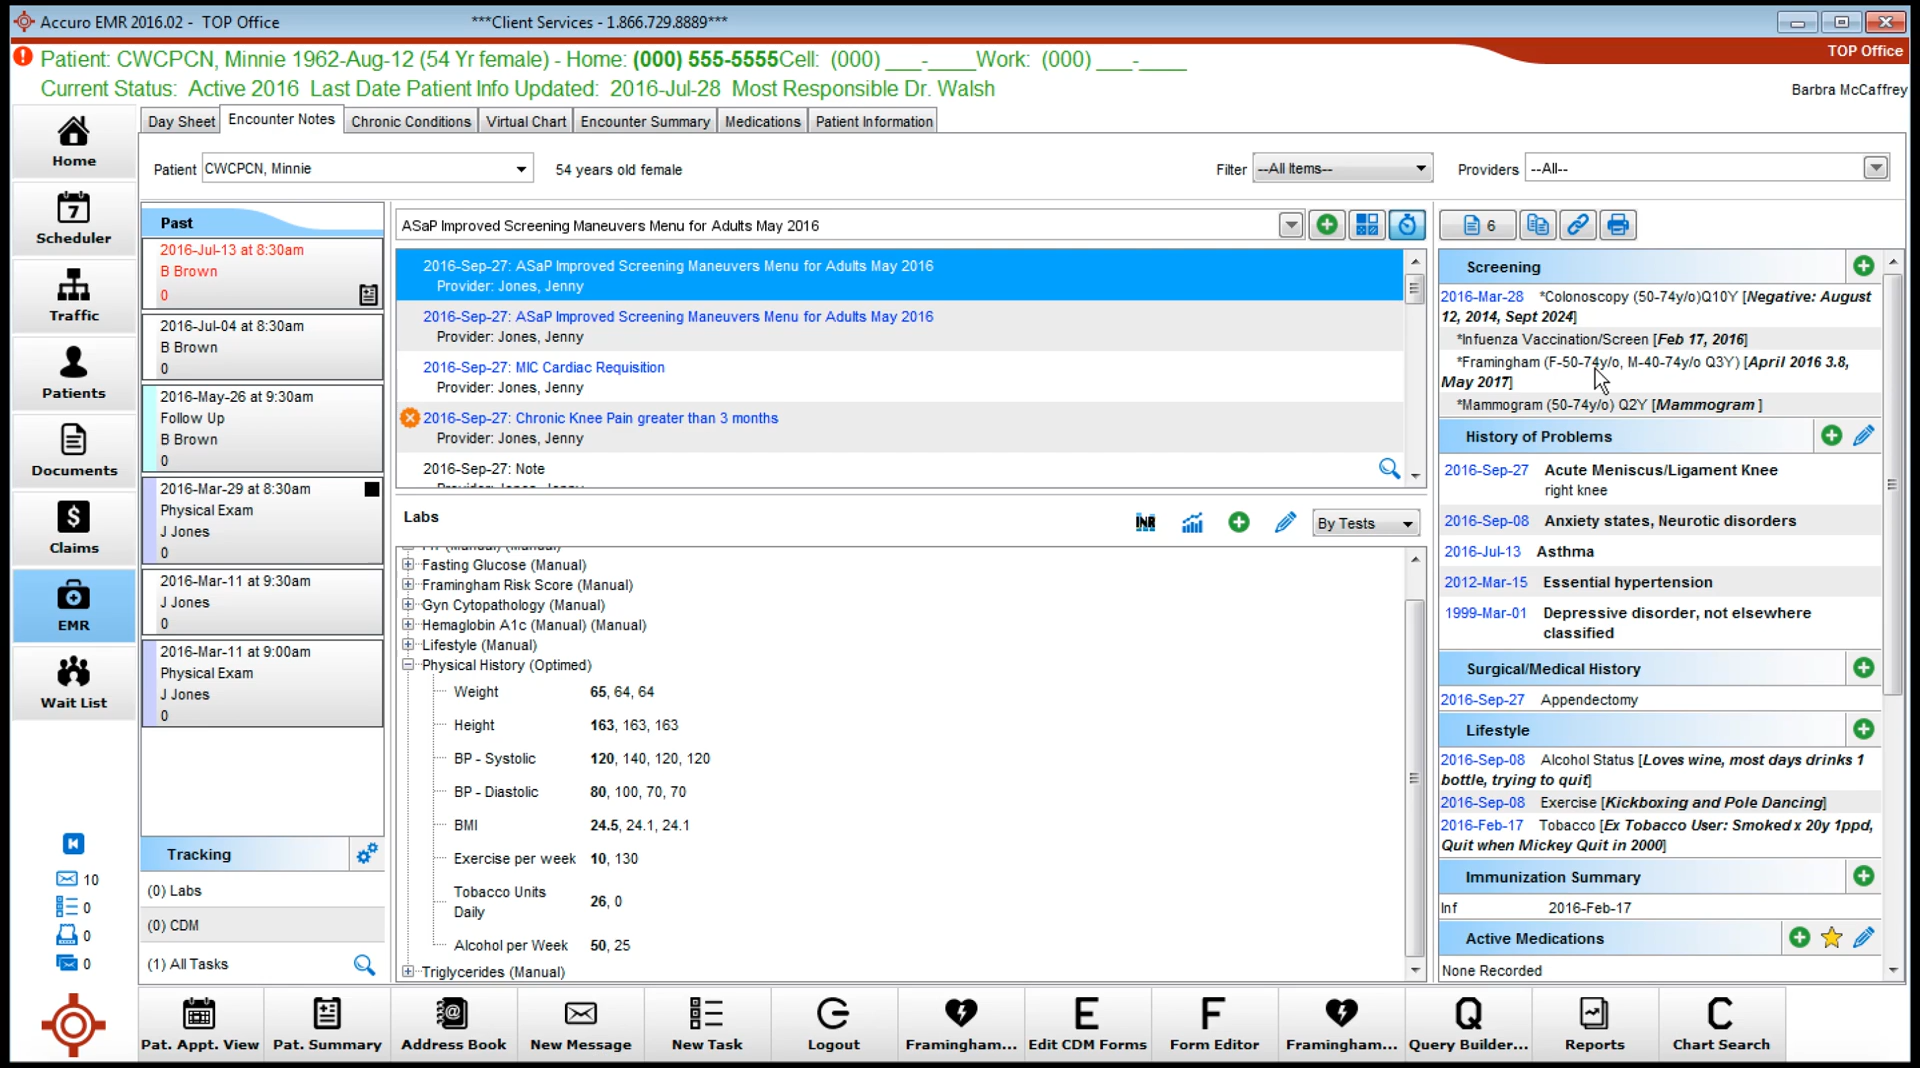 Accuro EMR 2016.02 - TOP Office
***Client Services - 1.866.729.8889***
Patient: CWCPCN, Minnie 1962-Aug-12 (54 Yr female) - Home: (000) 555-5555Cell: (000) ___-____Work: (000) ___-____
TOP Office
Current Status: Active 2016 Last Date Patient Info Updated: 2016-Jul-28 Most Responsible Dr. Walsh
Barbra McCaffrey
Home
7
Scheduler
Traffic
Patients
Documents
$
Claims
EMR
Wait List
10
0
0
0
Day Sheet
Encounter Notes
Chronic Conditions
Virtual Chart
Encounter Summary
Medications
Patient Information
Patient CWCPCN, Minnie
54 years old female
Filter --All Items--
Providers --All--
Past
2016-Jul-13 at 8:30am
B Brown
0
2016-Jul-04 at 8:30am
B Brown
0
2016-May-26 at 9:30am
Follow Up
B Brown
0
2016-Mar-29 at 8:30am
Physical Exam
J Jones
0
2016-Mar-11 at 9:30am
J Jones
0
2016-Mar-11 at 9:00am
Physical Exam
J Jones
0
Tracking
(0) Labs
(0) CDM
(1) All Tasks
ASaP Improved Screening Maneuvers Menu for Adults May 2016
2016-Sep-27: ASaP Improved Screening Maneuvers Menu for Adults May 2016
Provider: Jones, Jenny
2016-Sep-27: ASaP Improved Screening Maneuvers Menu for Adults May 2016
Provider: Jones, Jenny
2016-Sep-27: MIC Cardiac Requisition
Provider: Jones, Jenny
2016-Sep-27: Chronic Knee Pain greater than 3 months
Provider: Jones, Jenny
2016-Sep-27: Note
Labs
INR
By Tests
Fasting Glucose (Manual)
Framingham Risk Score (Manual)
Gyn Cytopathology (Manual)
Hemaglobin A1c (Manual) (Manual)
Lifestyle (Manual)
Physical History (Optimed)
Weight 65, 64, 64
Height 163, 163, 163
BP - Systolic 120, 140, 120, 120
BP - Diastolic 80, 100, 70, 70
BMI 24.5, 24.1, 24.1
Exercise per week 10, 130
Tobacco Units
Daily 26, 0
Alcohol per Week 50, 25
Triglycerides (Manual)
6
Screening
2016-Mar-28 *Colonoscopy (50-74y/o)Q10Y [Negative: August
12, 2014, Sept 2024]
*Infuenza Vaccination/Screen [Feb 17, 2016]
*Framingham (F-50-74y/o, M-40-74y/o Q3Y) [April 2016 3.8,
May 2017]
*Mammogram (50-74y/o) Q2Y [Mammogram ]
History of Problems
2016-Sep-27 Acute Meniscus/Ligament Knee
right knee
2016-Sep-08 Anxiety states, Neurotic disorders
2016-Jul-13 Asthma
2012-Mar-15 Essential hypertension
1999-Mar-01 Depressive disorder, not elsewhere
classified
Surgical/Medical History
2016-Sep-27 Appendectomy
Lifestyle
2016-Sep-08 Alcohol Status [Loves wine, most days drinks 1
bottle, trying to quit]
2016-Sep-08 Exercise [Kickboxing and Pole Dancing]
2016-Feb-17 Tobacco [Ex Tobacco User: Smoked x 20y 1ppd,
Quit when Mickey Quit in 2000]
Immunization Summary
Inf 2016-Feb-17
Active Medications
None Recorded
Pat. Appt. View
Pat. Summary
Address Book
New Message
New Task
Logout
Framingham...
E
Edit CDM Forms
F
Form Editor
Framingham...
Q
Query Builder...
Reports
C
Chart Search